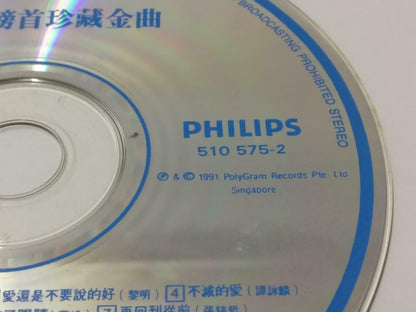 榜首珍藏金曲
BROADCASTING PROHIBITED STEREO
PHILIPS
510 575-2
℗ & © 1991 PolyGram Records Pte. Ltd
Singapore
愛還是不要說的好(黎明) 4 不減的愛(譚詠麟)
7 再回到從前(張鎬哲)